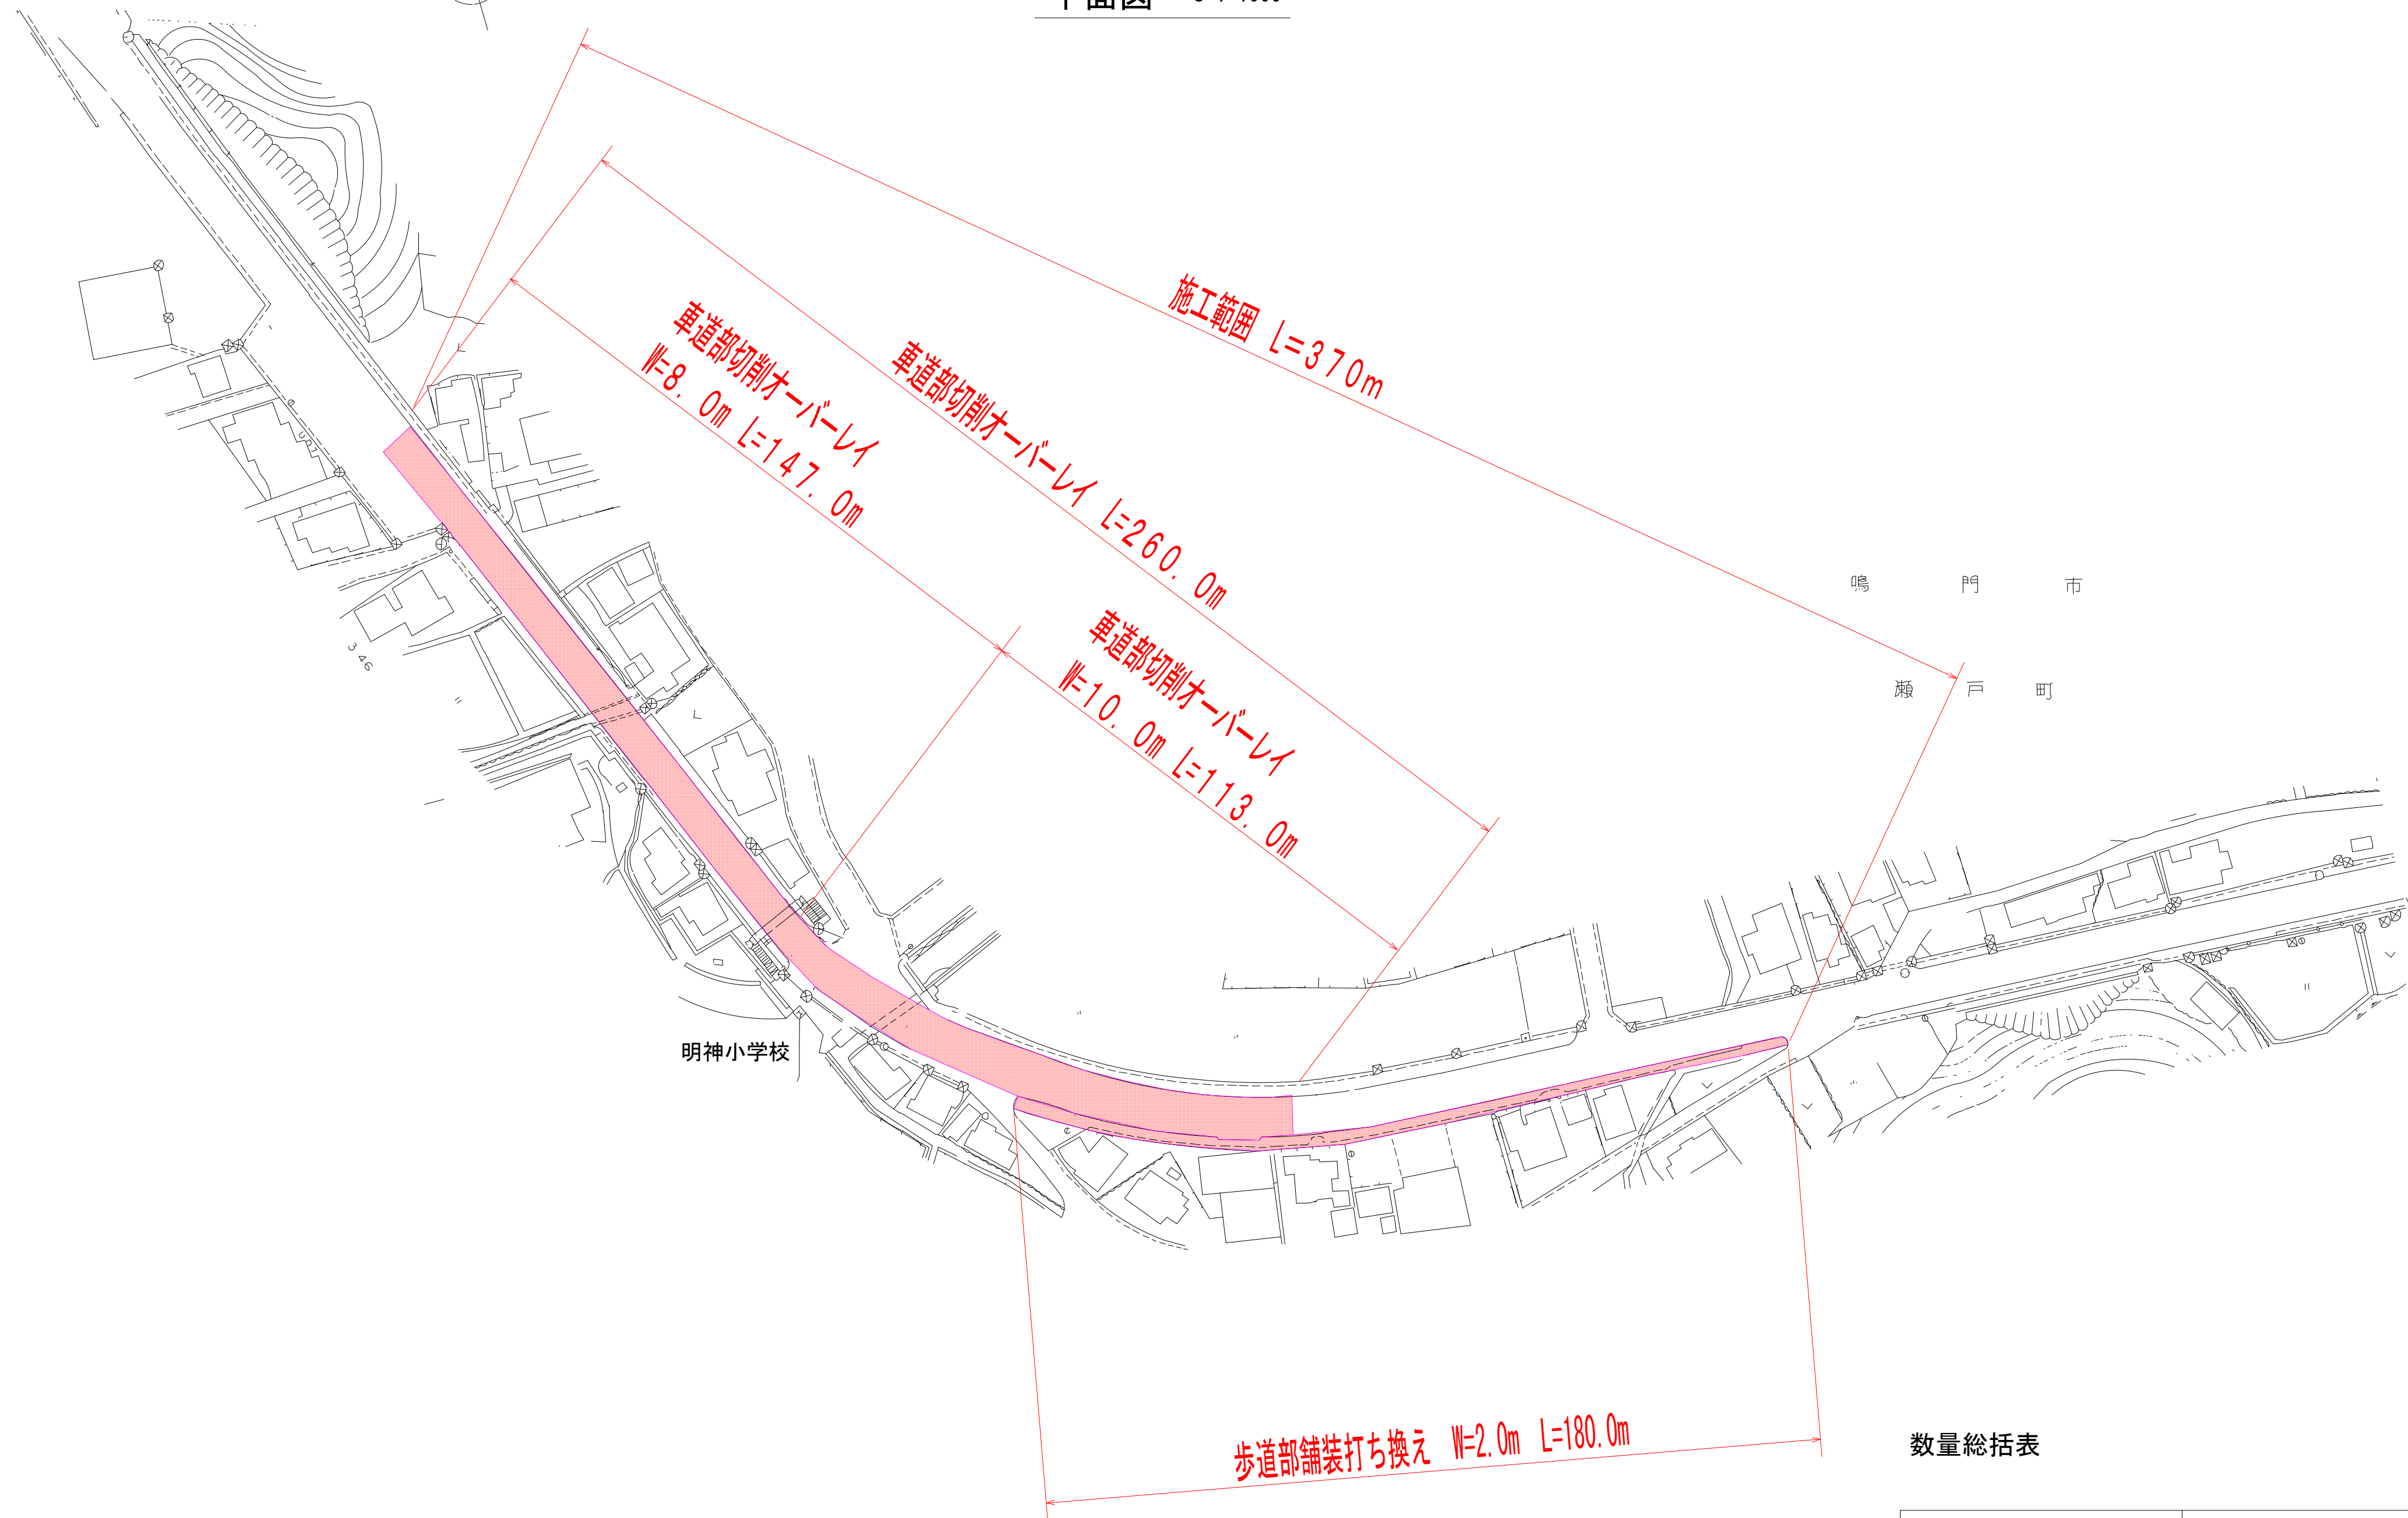 平面図
施工範囲 L=370m
車道部切削オーバーレイ
W=8.0m L=147.0m
車道部切削オーバーレイ L=260.0m
車道部切削オーバーレイ
W=10.0m L=113.0m
鳴門市
瀬戸町
346
明神小学校
歩道部舗装打ち換え W=2.0m L=180.0m
数量総括表